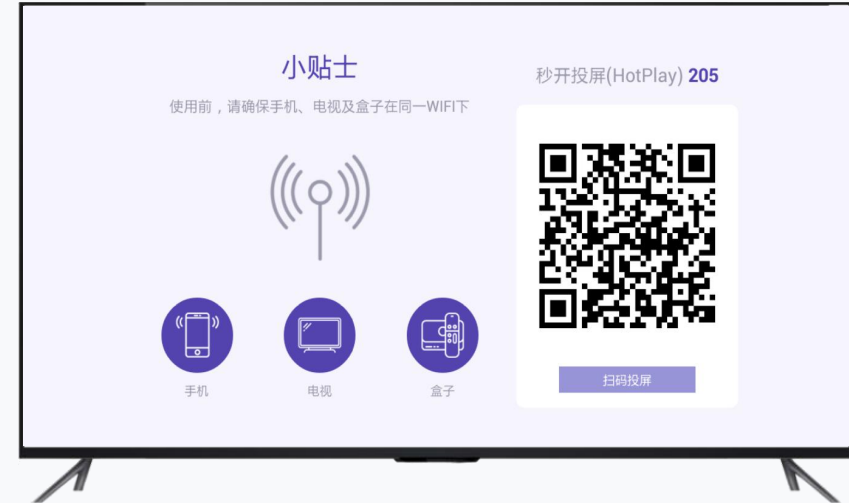 小贴士
使用前，请确保手机、电视及盒子在同一WIFI下
手机
电视
盒子
秒开投屏(HotPlay) 205
扫码投屏